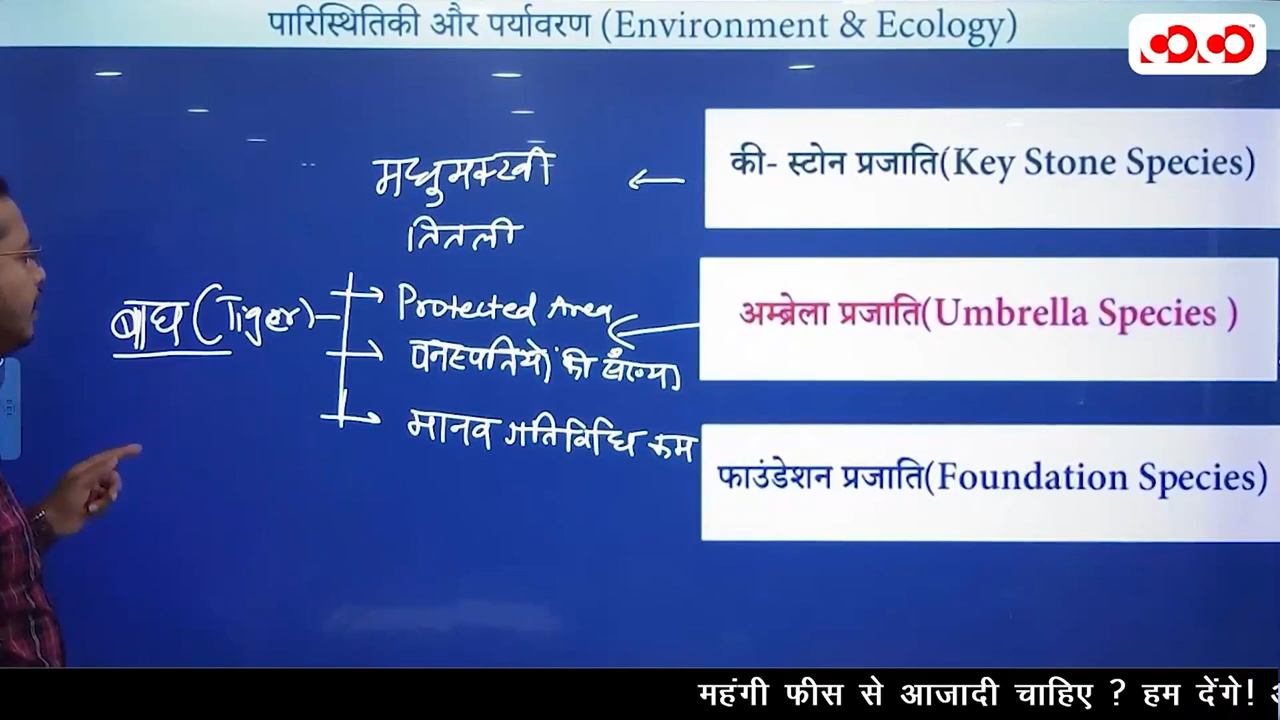 पारिस्थितिकी और पर्यावरण (Environment & Ecology)
की- स्टोन प्रजाति(Key Stone Species)
मधुमक्खी
तितली
अम्ब्रेला प्रजाति(Umbrella Species )
बाघ (Tiger)
Protected Area
वनस्पतियों की संख्या
मानव गतिविधि कम
फाउंडेशन प्रजाति(Foundation Species)
महंगी फीस से आजादी चाहिए ? हम देंगे!